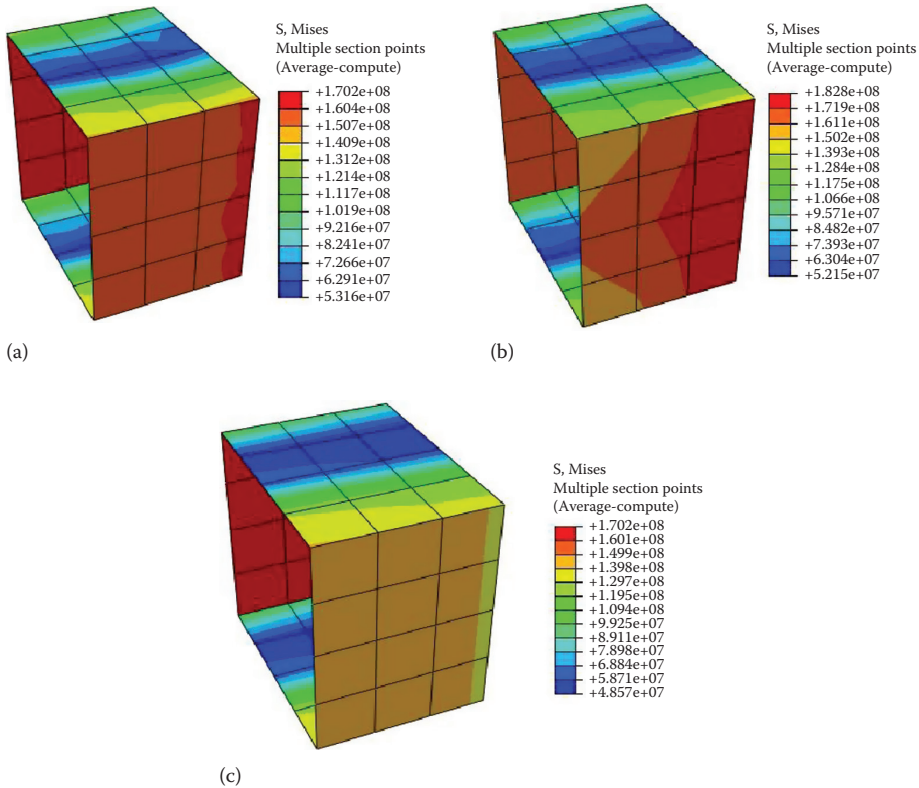 S, Mises
Multiple section points
(Average-compute)
+1.702e+08
+1.604e+08
+1.507e+08
+1.409e+08
+1.312e+08
+1.214e+08
+1.117e+08
+1.019e+08
+9.216e+07
+8.241e+07
+7.266e+07
+6.291e+07
+5.316e+07
(a)
S, Mises
Multiple section points
(Average-compute)
+1.828e+08
+1.719e+08
+1.611e+08
+1.502e+08
+1.393e+08
+1.284e+08
+1.175e+08
+1.066e+08
+9.571e+07
+8.482e+07
+7.393e+07
+6.304e+07
+5.215e+07
(b)
S, Mises
Multiple section points
(Average-compute)
+1.702e+08
+1.601e+08
+1.499e+08
+1.398e+08
+1.297e+08
+1.195e+08
+1.094e+08
+9.925e+07
+8.911e+07
+7.898e+07
+6.884e+07
+5.871e+07
+4.857e+07
(c)